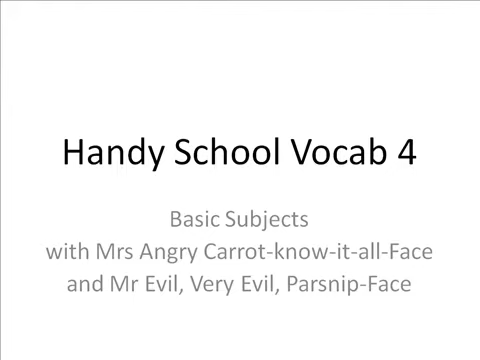 Handy School Vocab 4
Basic Subjects
with Mrs Angry Carrot-know-it-all-Face
and Mr Evil, Very Evil, Parsnip-Face